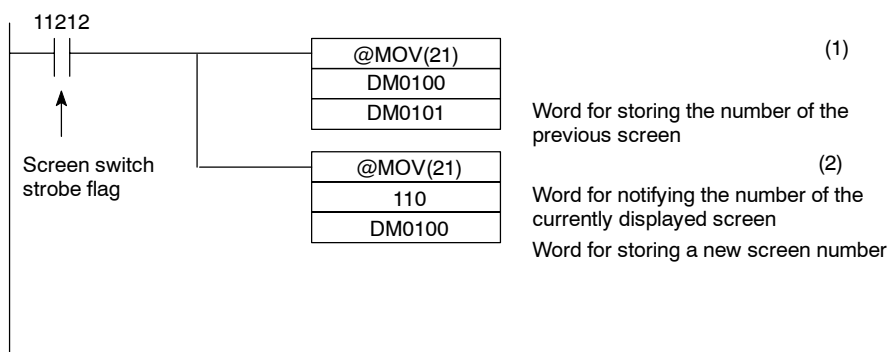 11212
@MOV(21)
(1)
DM0100
DM0101
Word for storing the number of the
previous screen
Screen switch
strobe flag
@MOV(21)
(2)
110
Word for notifying the number of the
currently displayed screen
DM0100
Word for storing a new screen number